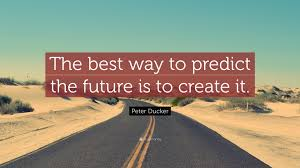 The best way to predict
the future is to create it.
Peter Ducker